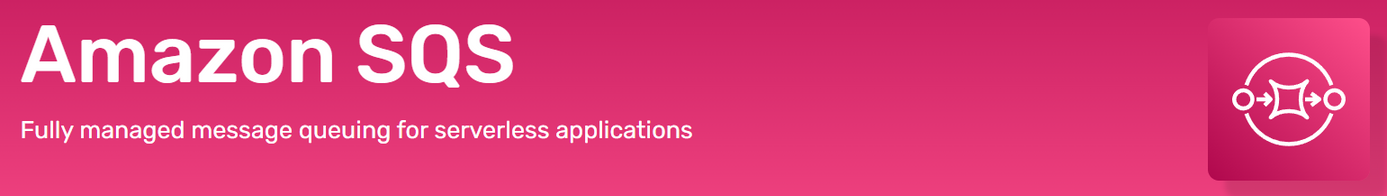 Amazon SQS
Fully managed message queuing for serverless applications